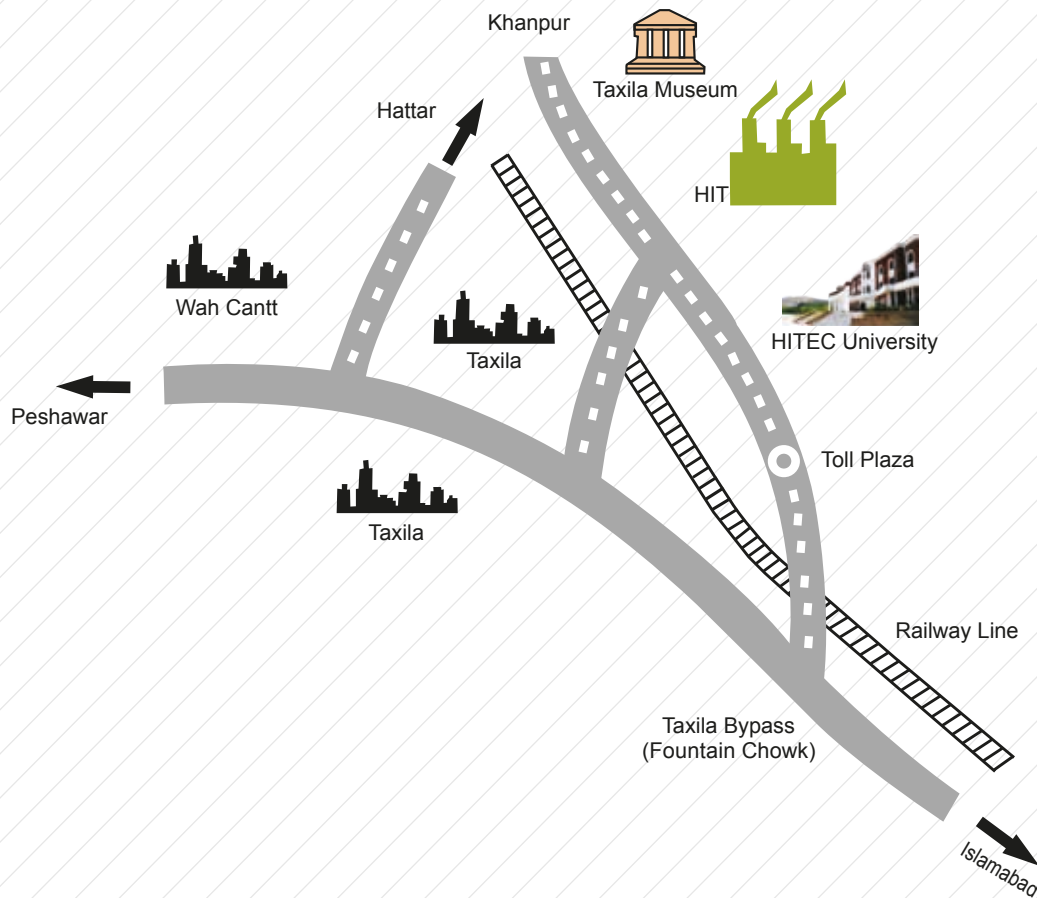 Khanpur
Taxila Museum
Hattar
HIT
Wah Cantt
HITEC University
Taxila
Peshawar
Toll Plaza
Taxila
Railway Line
Taxila Bypass
(Fountain Chowk)
Islamabad